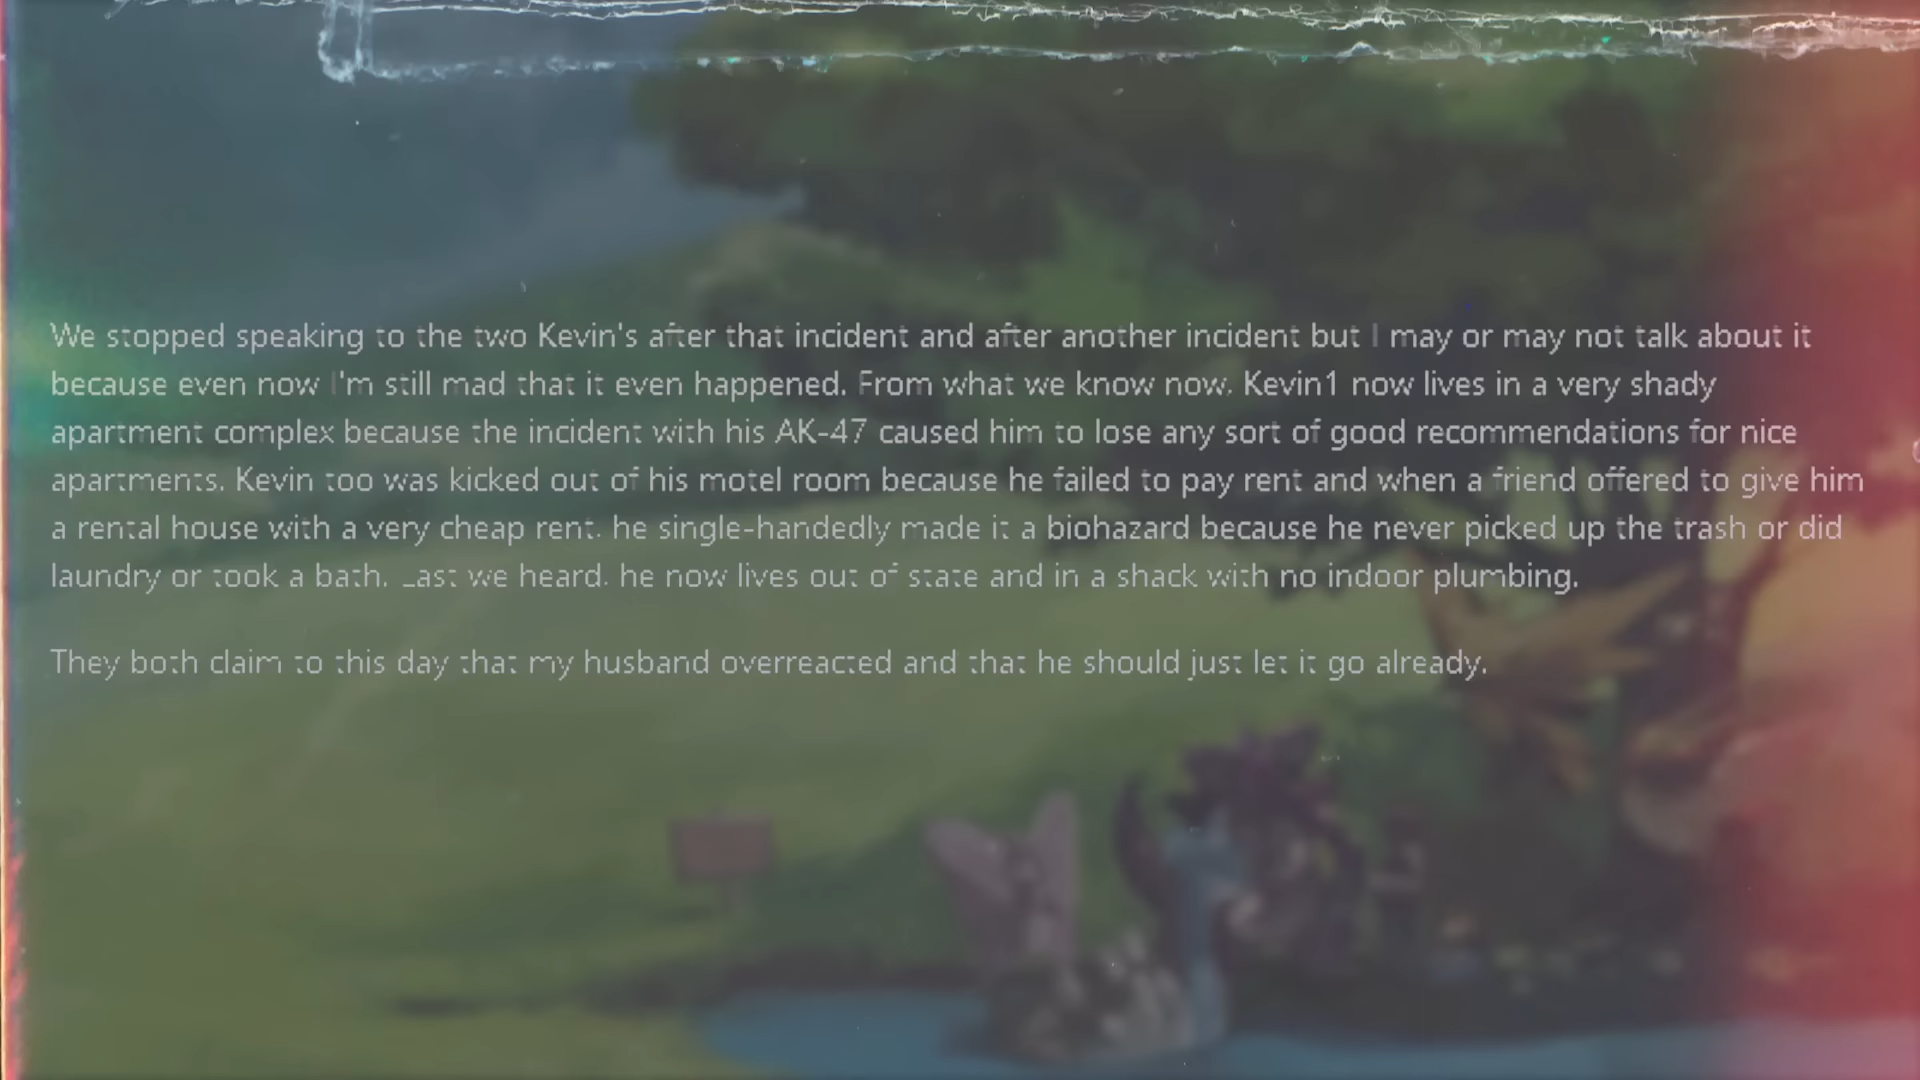 We stopped speaking to the two Kevin's after that incident and after another incident but I may or may not talk about it
because even now I'm still mad that it even happened. From what we know now, Kevin1 now lives in a very shady
apartment complex because the incident with his AK-47 caused him to lose any sort of good recommendations for nice
apartments. Kevin too was kicked out of his motel room because he failed to pay rent and when a friend offered to give him
a rental house with a very cheap rent, he single-handedly made it a biohazard because he never picked up the trash or did
laundry or took a bath. Last we heard, he now lives out of state and in a shack with no indoor plumbing.
They both claim to this day that my husband overreacted and that he should just let it go already.